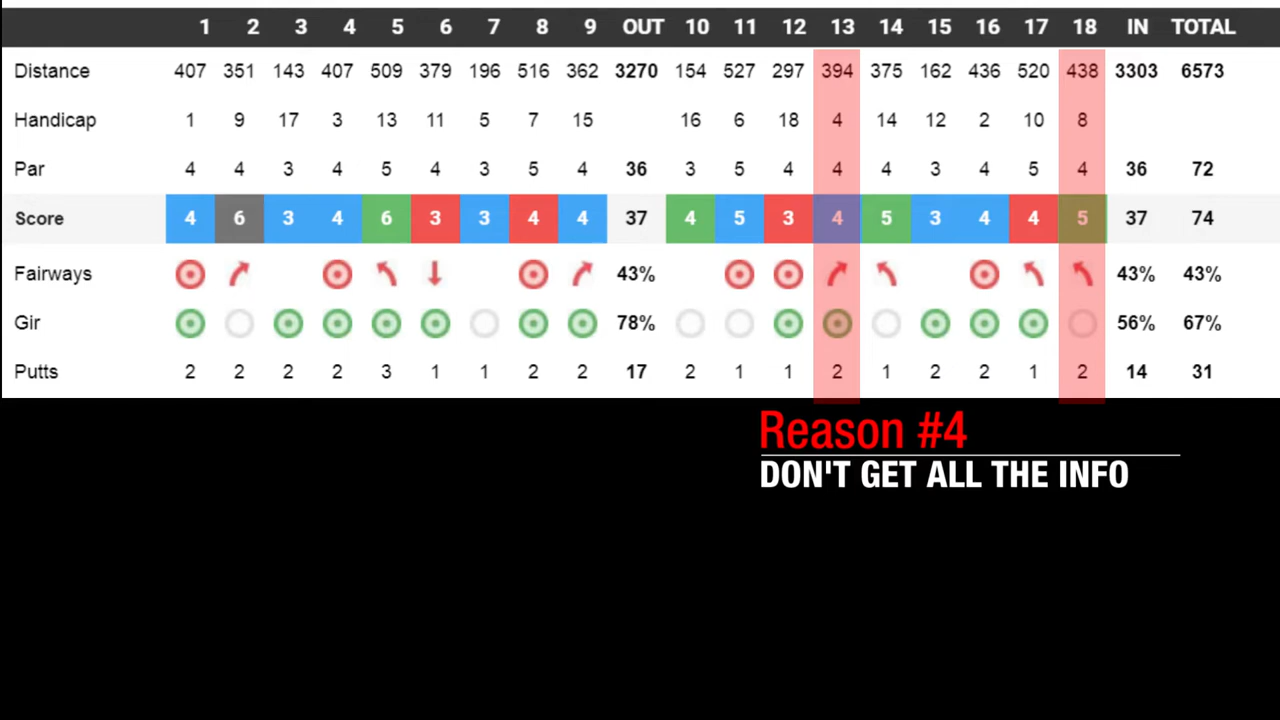 1 2 3 4 5 6 7 8 9 OUT 10 11 12 13 14 15 16 17 18 IN TOTAL
Distance 407 351 143 407 509 379 196 516 362 3270 154 527 297 394 375 162 436 520 438 3303 6573
Handicap 1 9 17 3 13 11 5 7 15 16 6 18 4 14 12 2 10 8
Par 4 4 3 4 5 4 3 5 4 36 3 5 4 4 4 3 4 5 4 36 72
Score 4 6 3 4 6 3 3 4 4 37 4 5 3 4 5 3 4 4 5 37 74
Fairways 43% 43% 43%
Gir 78% 56% 67%
Putts 2 2 2 2 3 1 1 2 2 17 2 1 1 2 1 2 2 1 2 14 31
Reason #4
DON'T GET ALL THE INFO